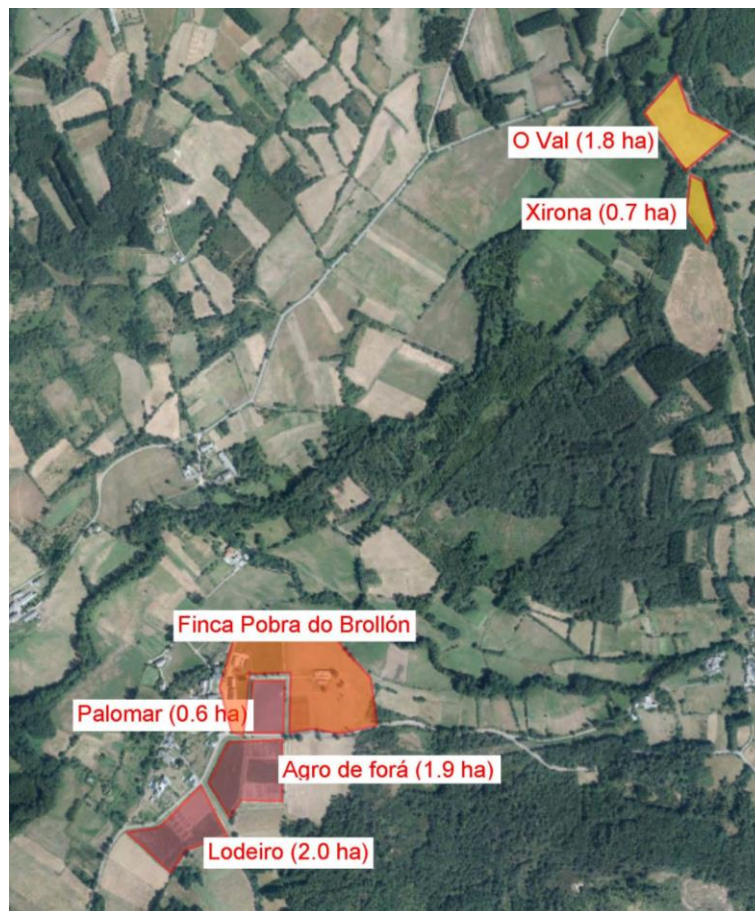 O Val (1.8 ha)
Xirona (0.7 ha)
Finca Pobra do Brollón
Palomar (0.6 ha)
Agro de forá (1.9 ha)
Lodeiro (2.0 ha)